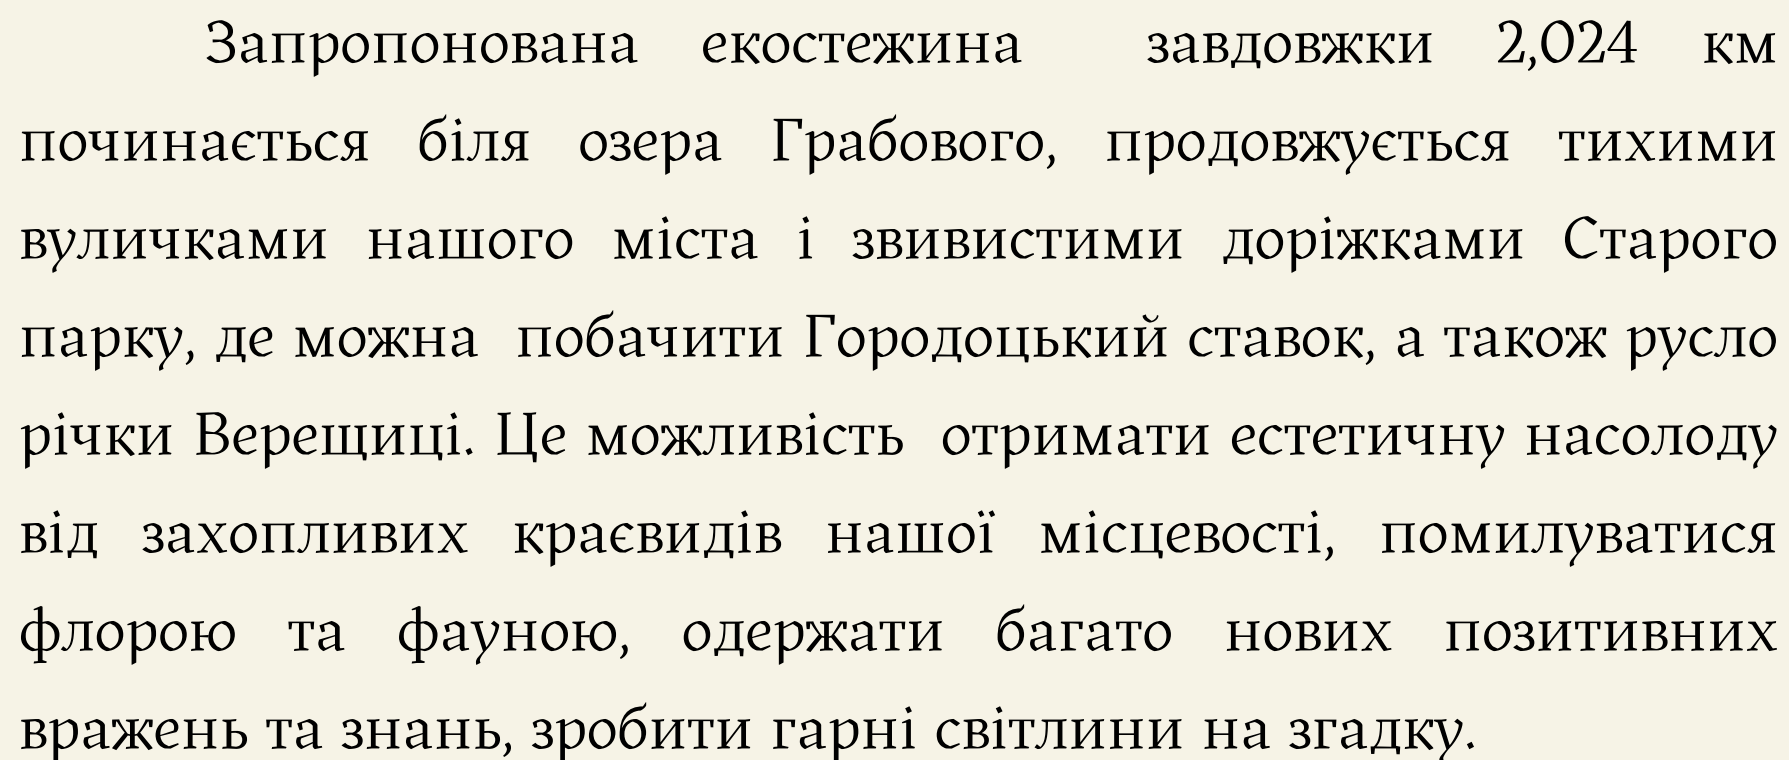 Запропонована екостежина завдовжки 2,024 км
починається біля озера Грабового, продовжується тихими
вуличками нашого міста і звивистими доріжками Старого
парку, де можна побачити Городоцький ставок, а також русло
річки Верещиці. Це можливість отримати естетичну насолоду
від захопливих краєвидів нашої місцевості, помилуватися
флорою та фауною, одержати багато нових позитивних
вражень та знань, зробити гарні світлини на згадку.